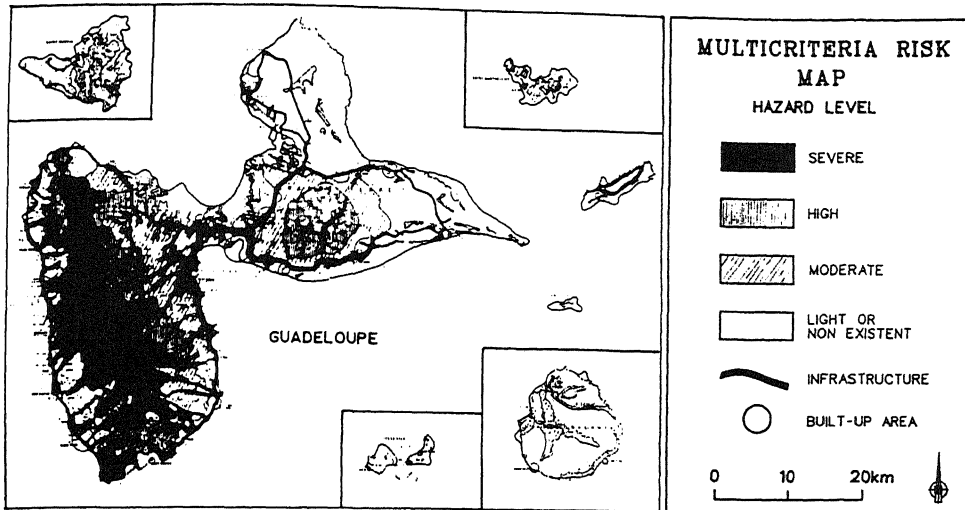 GUADELOUPE
MULTICRITERIA RISK
MAP
HAZARD LEVEL
SEVERE
HIGH
MODERATE
LIGHT OR
NON EXISTENT
INFRASTRUCTURE
BUILT-UP AREA
0 10 20km